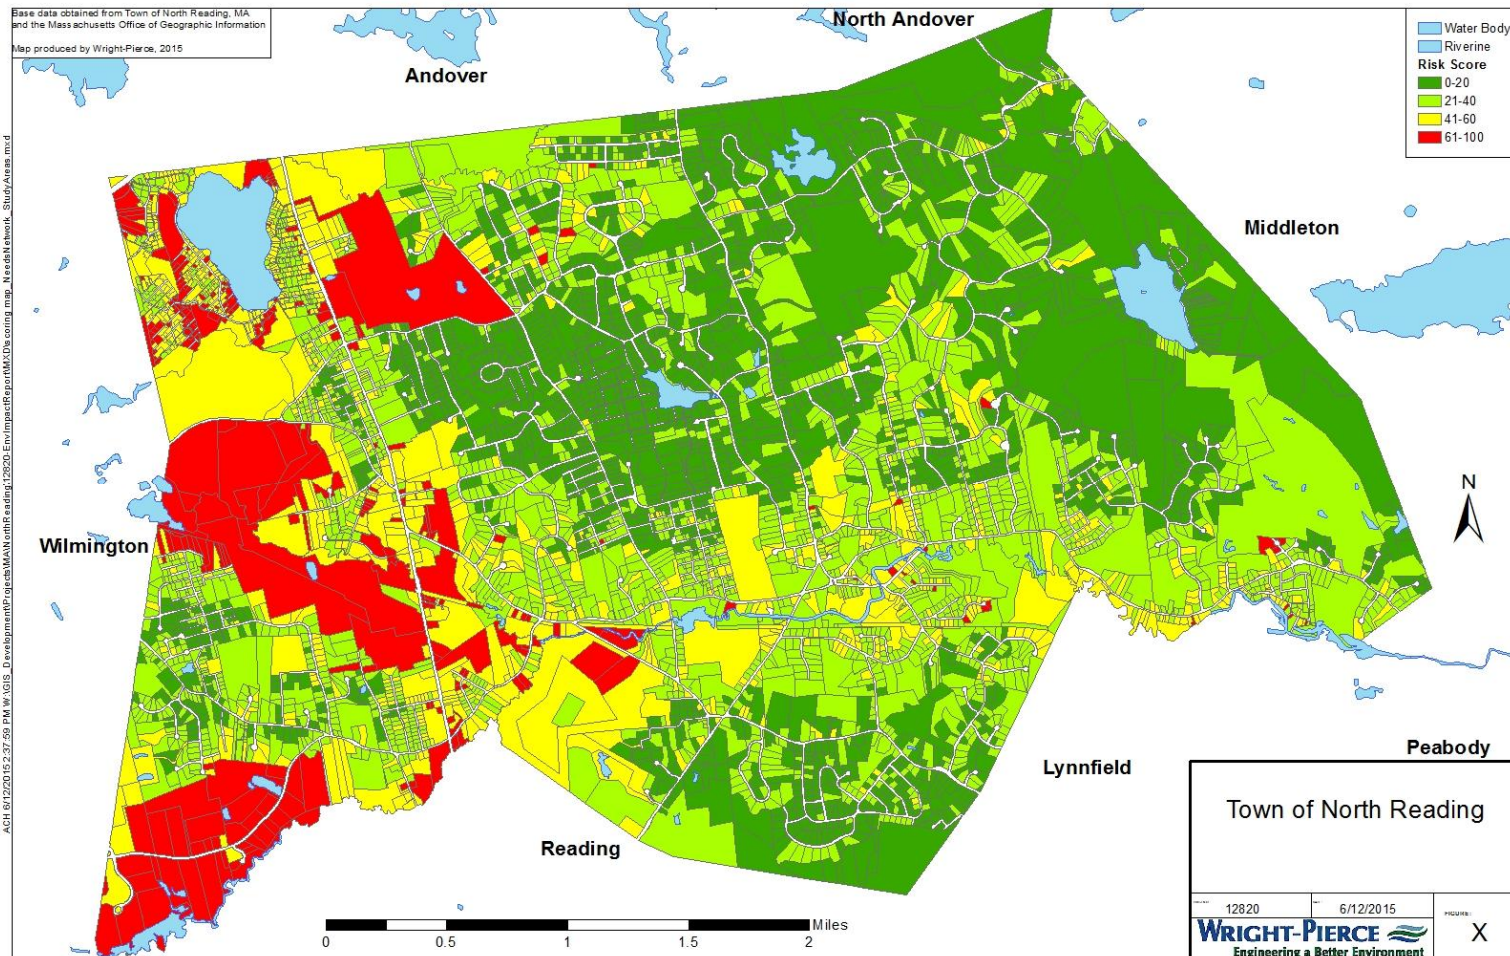 Base data obtained from Town of North Reading, MA
and the Massachusetts Office of Geographic Information
Map produced by Wright-Pierce, 2015
North Andover
Andover
Water Body
Riverine
Risk Score
0-20
21-40
41-60
61-100
Middleton
N
Wilmington
Peabody
Lynnfield
Reading
Miles
0 0.5 1 1.5 2
Town of North Reading
12820
6/12/2015
FIGURE:
X
WRIGHT-PIERCE
Engineering a Better Environment